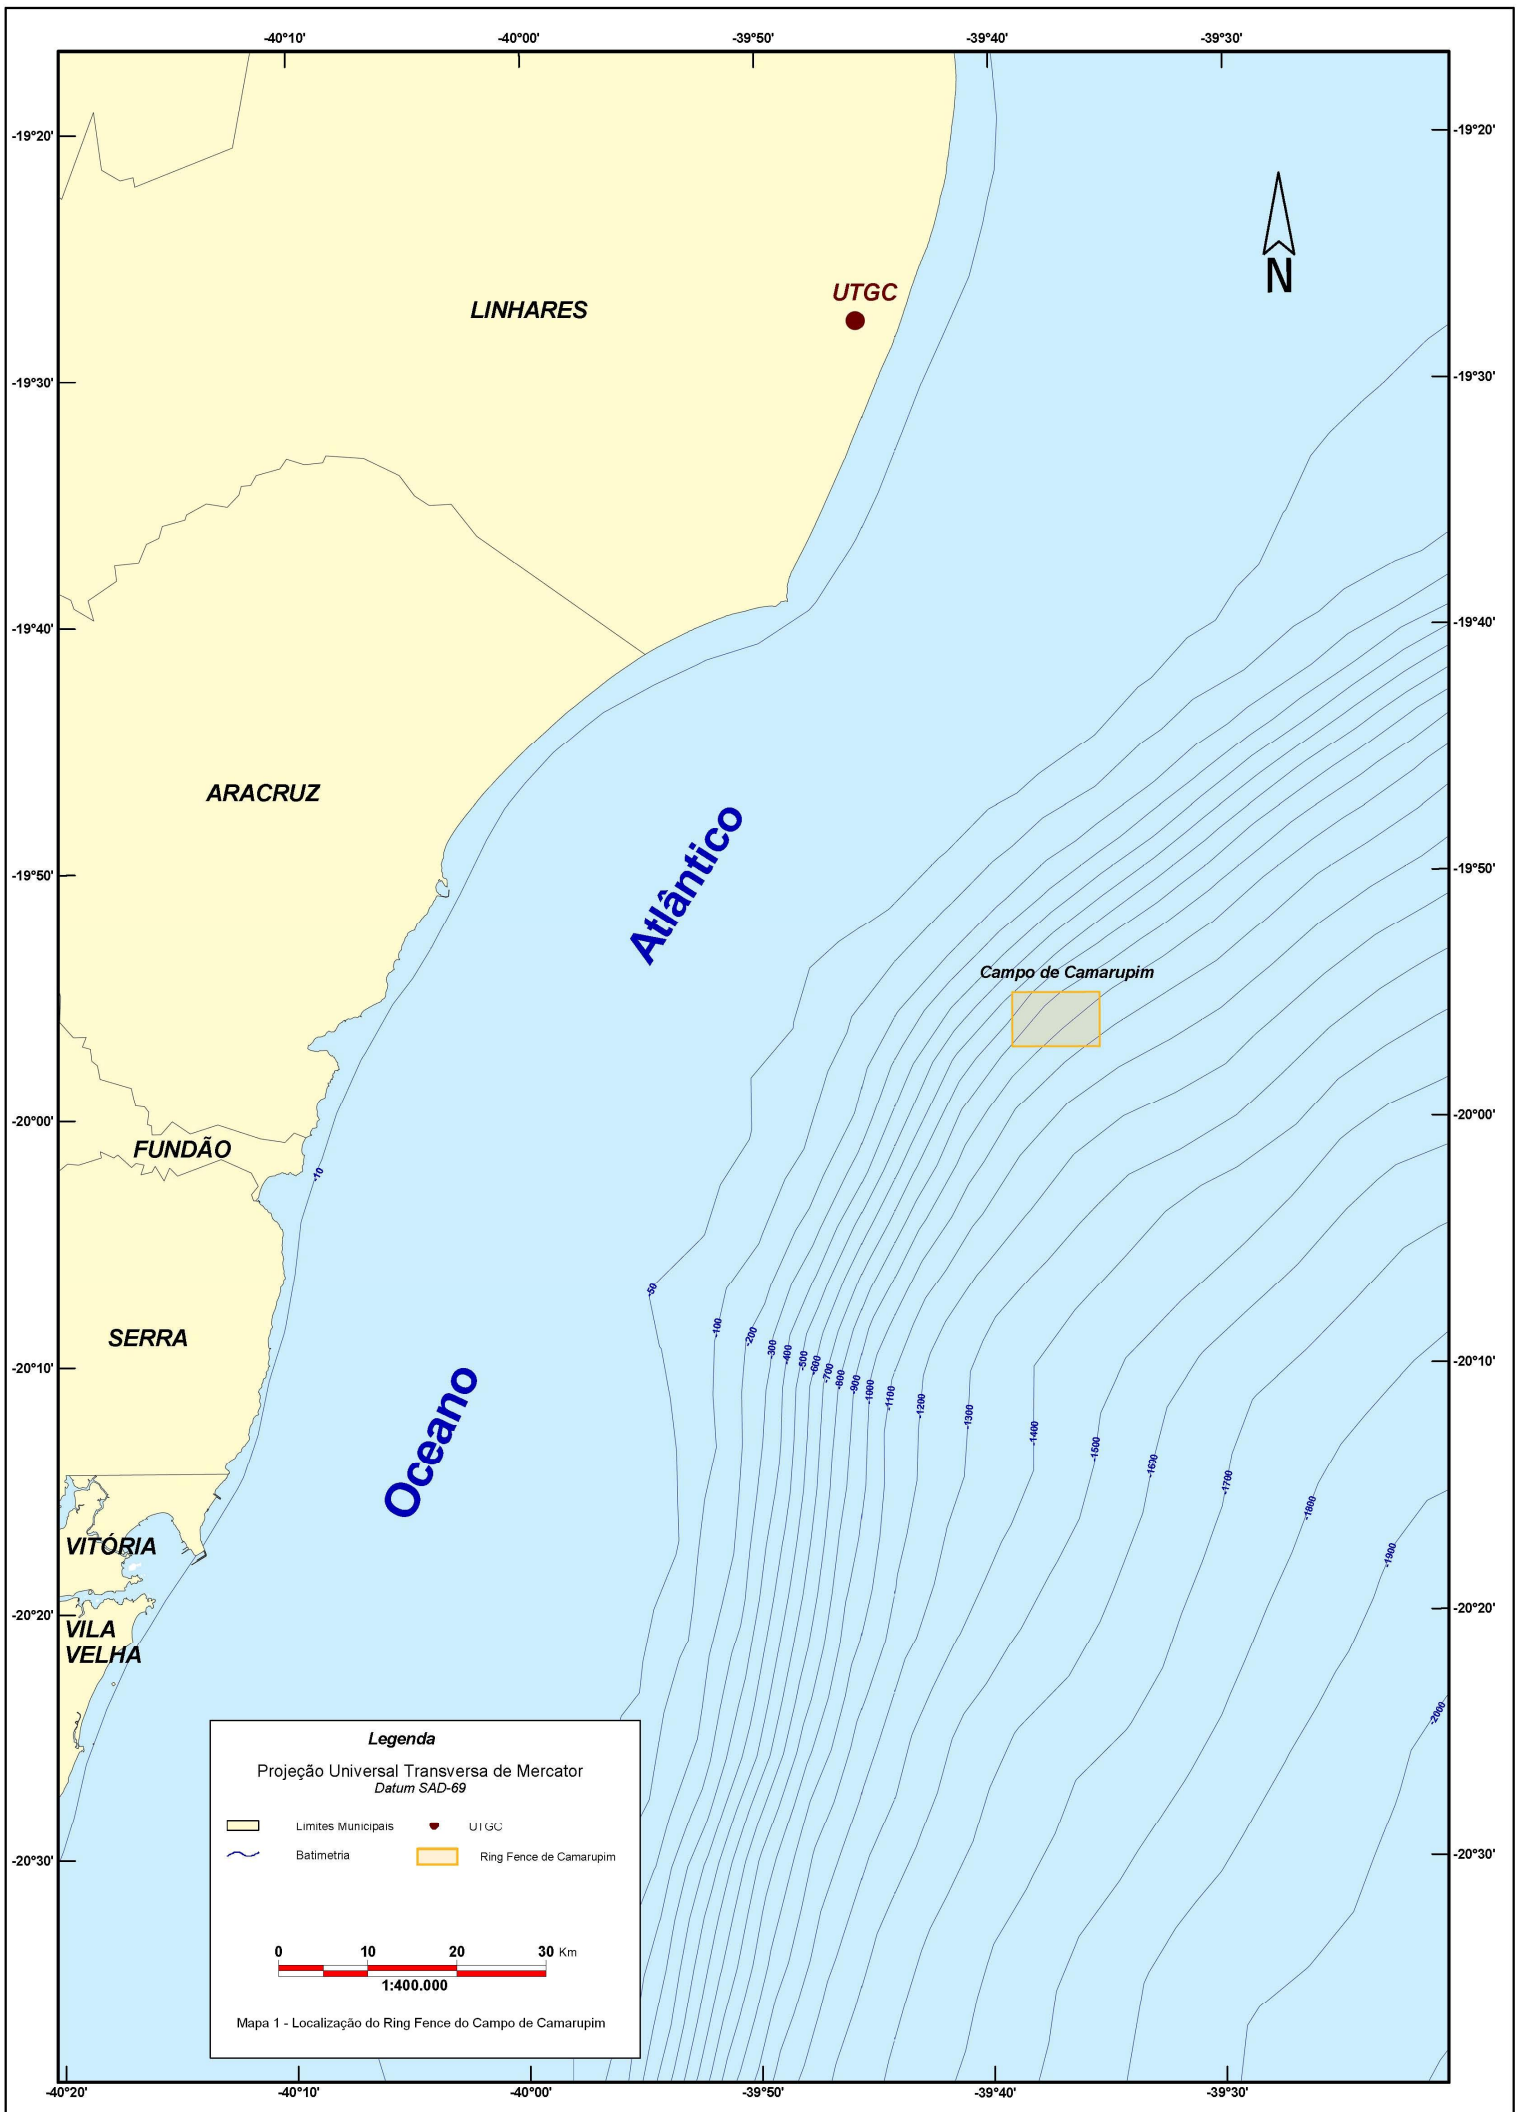 -40°10'
-40°00'
-39°50'
-39°40'
-39°30'
-19°20'
-19°20'
N
UTGC
LINHARES
-19°30'
-19°30'
-19°40'
-19°40'
ARACRUZ
Atlântico
-19°50'
-19°50'
Campo de Camarupim
-20°00'
-20°00'
FUNDÃO
-10
-50
-100
-200
-300
-400
-500
-600
-700
-800
-900
-1000
-1100
-1200
-1300
-1400
-1500
-1600
-1700
-1800
-1900
-2000
SERRA
-20°10'
-20°10'
Oceano
VITÓRIA
-20°20'
-20°20'
VILA
VELHA
-20°30'
-20°30'
Legenda
Projeção Universal Transversa de Mercator
Datum SAD-69
Limites Municipais
UTGC
Batimetria
Ring Fence de Camarupim
0 10 20 30 Km
1:400.000
Mapa 1 - Localização do Ring Fence do Campo de Camarupim
-40°20'
-40°10'
-40°00'
-39°50'
-39°40'
-39°30'